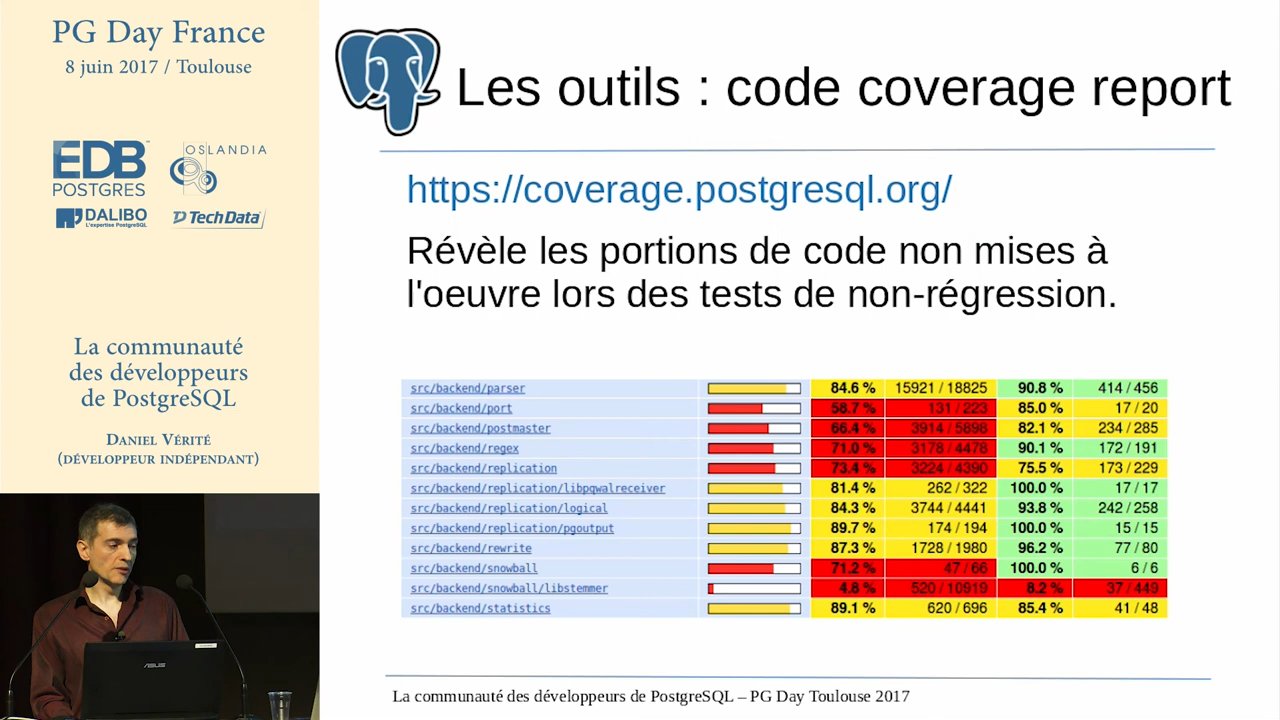 PG Day France
8 juin 2017 / Toulouse
EDB
POSTGRES
OSLANDIA
DALIBO
L'expertise PostgreSQL
TechData
La communauté
des développeurs
de PostgreSQL
Daniel Vérité
(développeur indépendant)
ASUS
Les outils : code coverage report
https://coverage.postgresql.org/
Révèle les portions de code non mises à
l'oeuvre lors des tests de non-régression.
src/backend/parser 84.6 % 15921 / 18825 90.8 % 414 / 456
src/backend/port 58.7 % 131 / 223 85.0 % 17 / 20
src/backend/postmaster 66.4 % 3914 / 5898 82.1 % 234 / 285
src/backend/regex 71.0 % 3178 / 4478 90.1 % 172 / 191
src/backend/replication 73.4 % 3224 / 4390 75.5 % 173 / 229
src/backend/replication/libpqwalreceiver 81.4 % 262 / 322 100.0 % 17 / 17
src/backend/replication/logical 84.3 % 3744 / 4441 93.8 % 242 / 258
src/backend/replication/pgoutput 89.7 % 174 / 194 100.0 % 15 / 15
src/backend/rewrite 87.3 % 1728 / 1980 96.2 % 77 / 80
src/backend/snowball 71.2 % 47 / 66 100.0 % 6 / 6
src/backend/snowball/libstemmer 4.8 % 520 / 10919 8.2 % 37 / 449
src/backend/statistics 89.1 % 620 / 696 85.4 % 41 / 48
La communauté des développeurs de PostgreSQL – PG Day Toulouse 2017